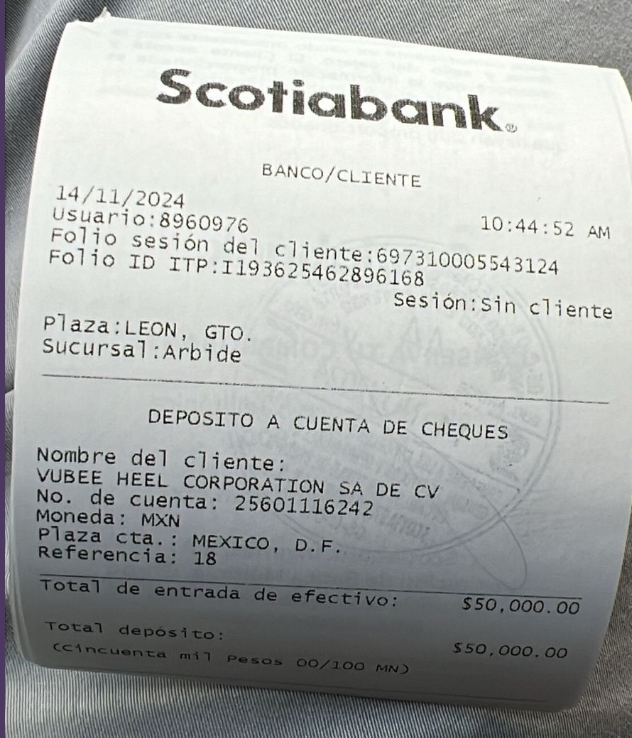 Scotiabank®
BANCO/CLIENTE
14/11/2024 10:44:52 AM
Usuario:8960976
Folio sesión del cliente:697310005543124
Folio ID ITP:I193625462896168
Sesión:Sin cliente
Plaza:LEON, GTO.
Sucursal:Arbide
DEPOSITO A CUENTA DE CHEQUES
Nombre del cliente:
VUBEE HEEL CORPORATION SA DE CV
No. de cuenta: 25601116242
Moneda: MXN
Plaza cta.: MEXICO, D.F.
Referencia: 18
Total de entrada de efectivo: $50,000.00
Total depósito: $50,000.00
(Cincuenta mil Pesos 00/100 MN)